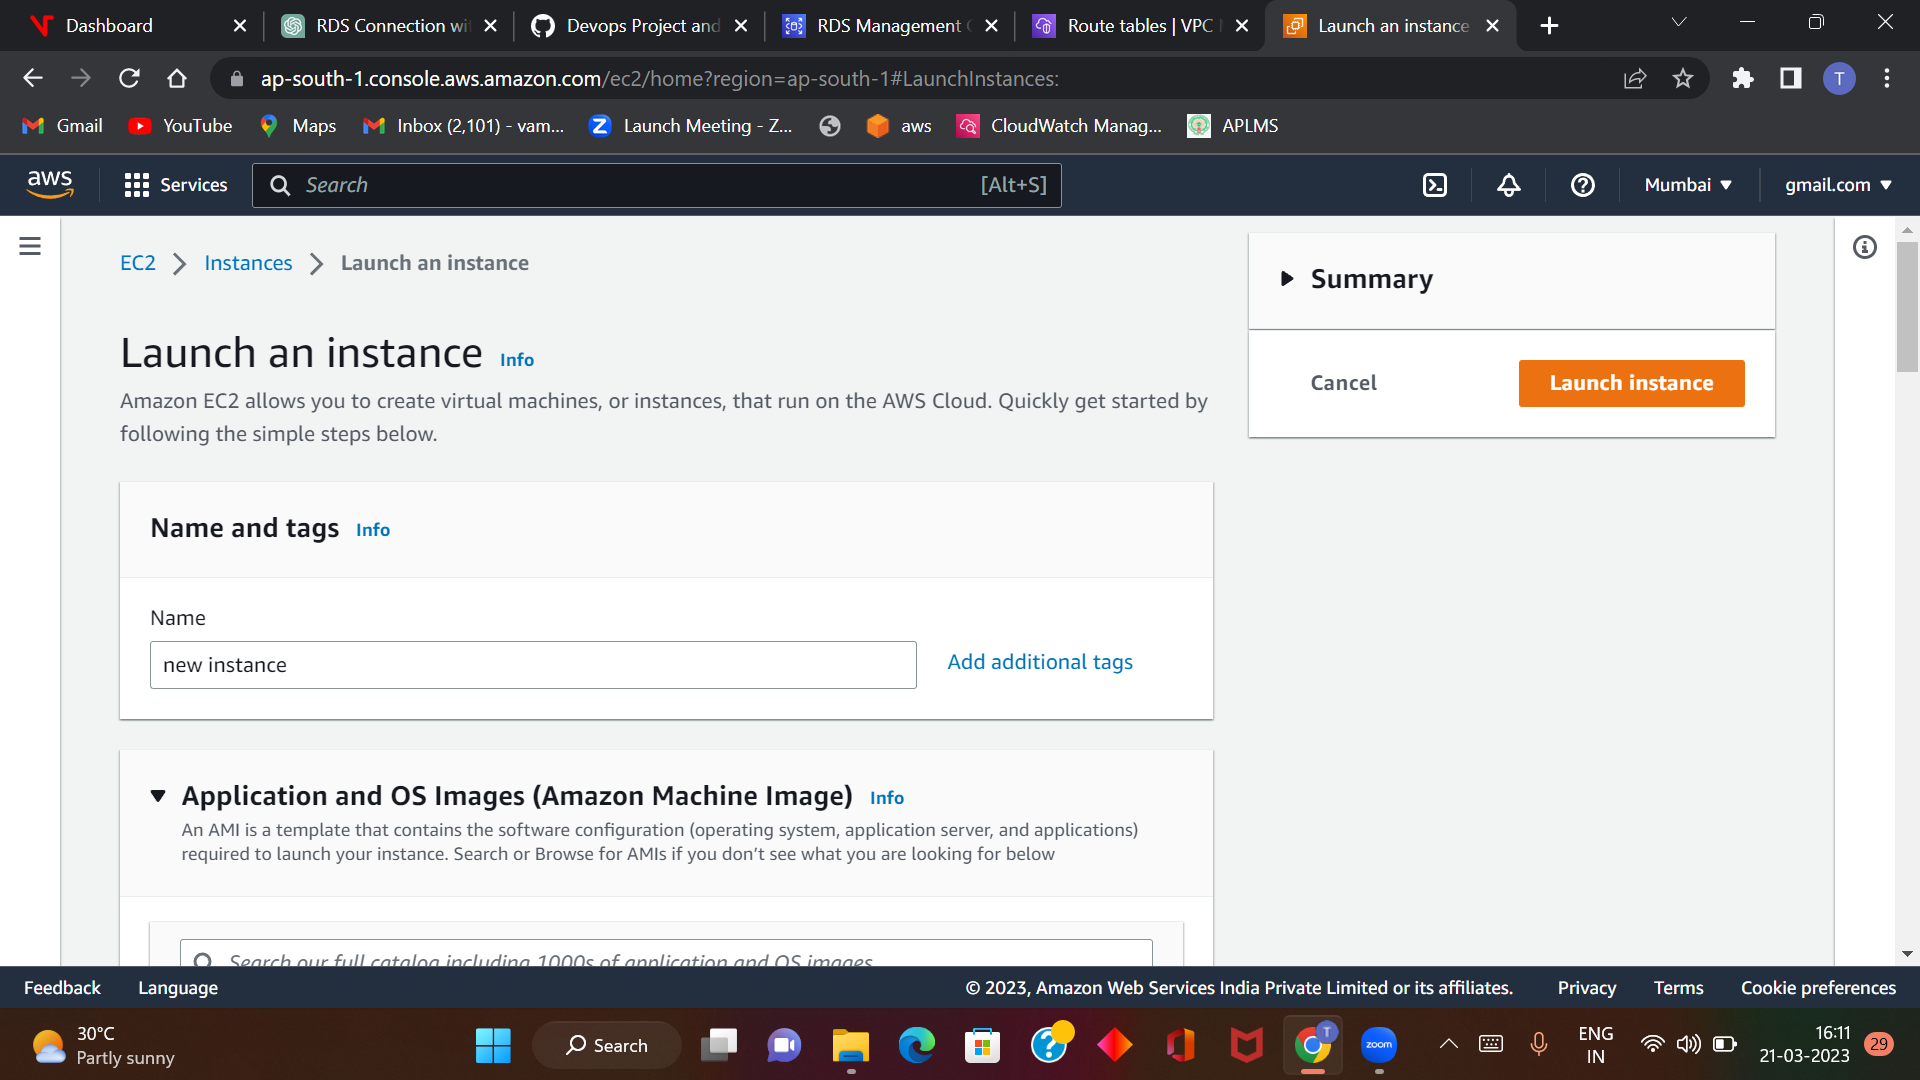 Dashboard
RDS Connection wi
Devops Project and
RDS Management
Route tables | VPC
Launch an instance
ap-south-1.console.aws.amazon.com/ec2/home?region=ap-south-1#LaunchInstances:
T
Gmail
YouTube
Maps
Inbox (2,101) - vam...
Launch Meeting - Z...
aws
CloudWatch Manag...
APLMS
aws
Services
Search
[Alt+S]
Mumbai
gmail.com
EC2
Instances
Launch an instance
Summary
Launch an instance Info
Amazon EC2 allows you to create virtual machines, or instances, that run on the AWS Cloud. Quickly get started by
following the simple steps below.
Cancel
Launch instance
Name and tags Info
Name
new instance
Add additional tags
Application and OS Images (Amazon Machine Image) Info
An AMI is a template that contains the software configuration (operating system, application server, and applications)
required to launch your instance. Search or Browse for AMIs if you don't see what you are looking for below
Search our full catalog including 1000s of application and OS images
Feedback
Language
© 2023, Amazon Web Services India Private Limited or its affiliates.
Privacy
Terms
Cookie preferences
30°C
Partly sunny
Search
T
zoom
ENG
IN
16:11
21-03-2023
29